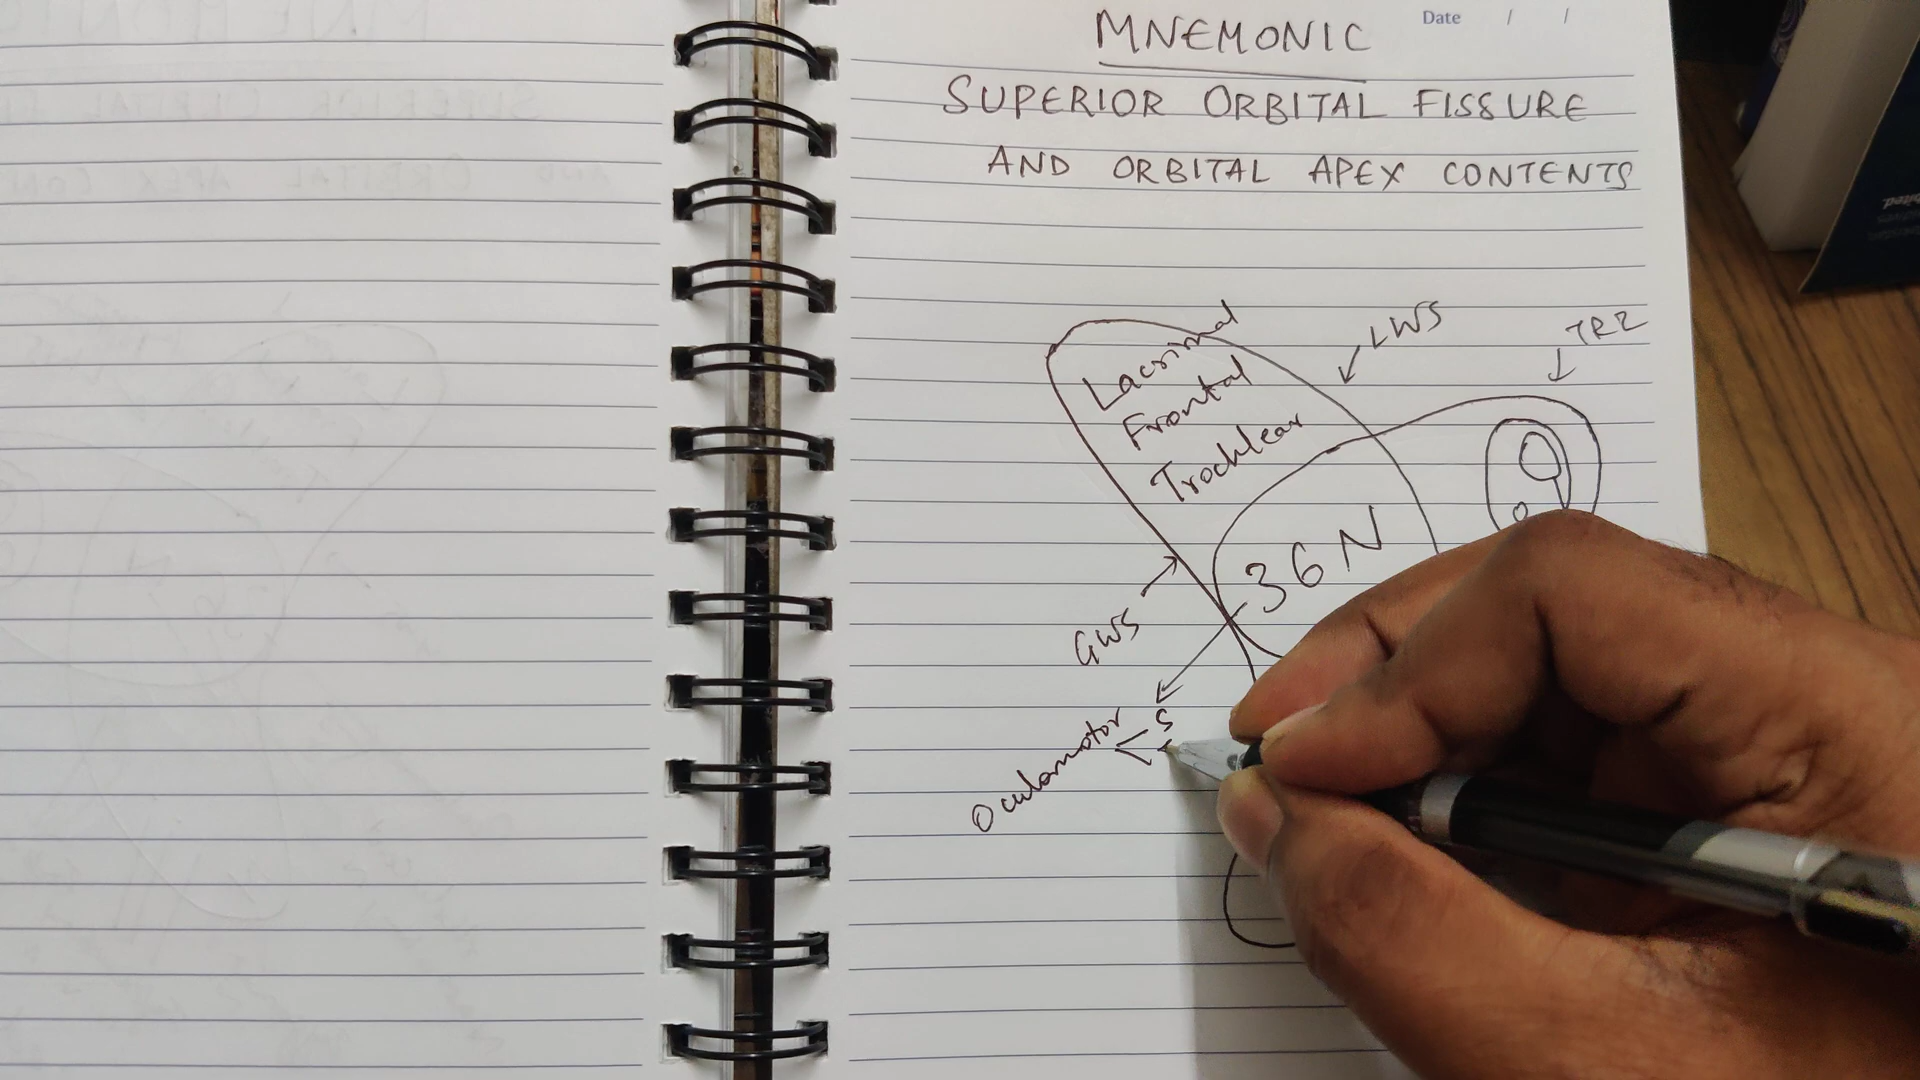 Date / /
MNEMONIC
SUPERIOR ORBITAL FISSURE
AND ORBITAL APEX CONTENTS
LWS
TRZ
Lacrimal
Frontal
Trochlear
36N
GWS
S
Oculomotor